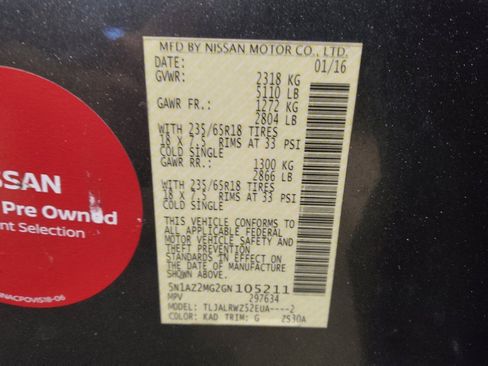 MFD BY NISSAN MOTOR CO., LTD.
DATE: 01/16
GVWR: 2318 KG
5110 LB
GAWR FR.: 1272 KG
2804 LB
WITH 235/65R18 TIRES
18 X 7.5 RIMS AT 33 PSI
COLD SINGLE
GAWR RR.: 1300 KG
2866 LB
WITH 235/65R18 TIRES
18 X 7.5 RIMS AT 33 PSI
COLD SINGLE
THIS VEHICLE CONFORMS TO
ALL APPLICABLE FEDERAL
MOTOR VEHICLE SAFETY AND
THEFT PREVENTION
STANDARDS IN EFFECT ON
THE DATE OF MANUFACTURE
SHOWN ABOVE.
5N1AZ2MG2GN105211
MPV 297634
MODEL: TLJALRWZ52EUA----2
COLOR: KAD TRIM: G ZS30A
SSAN
Pre Owned
nt Selection
NACPOVIS18-06